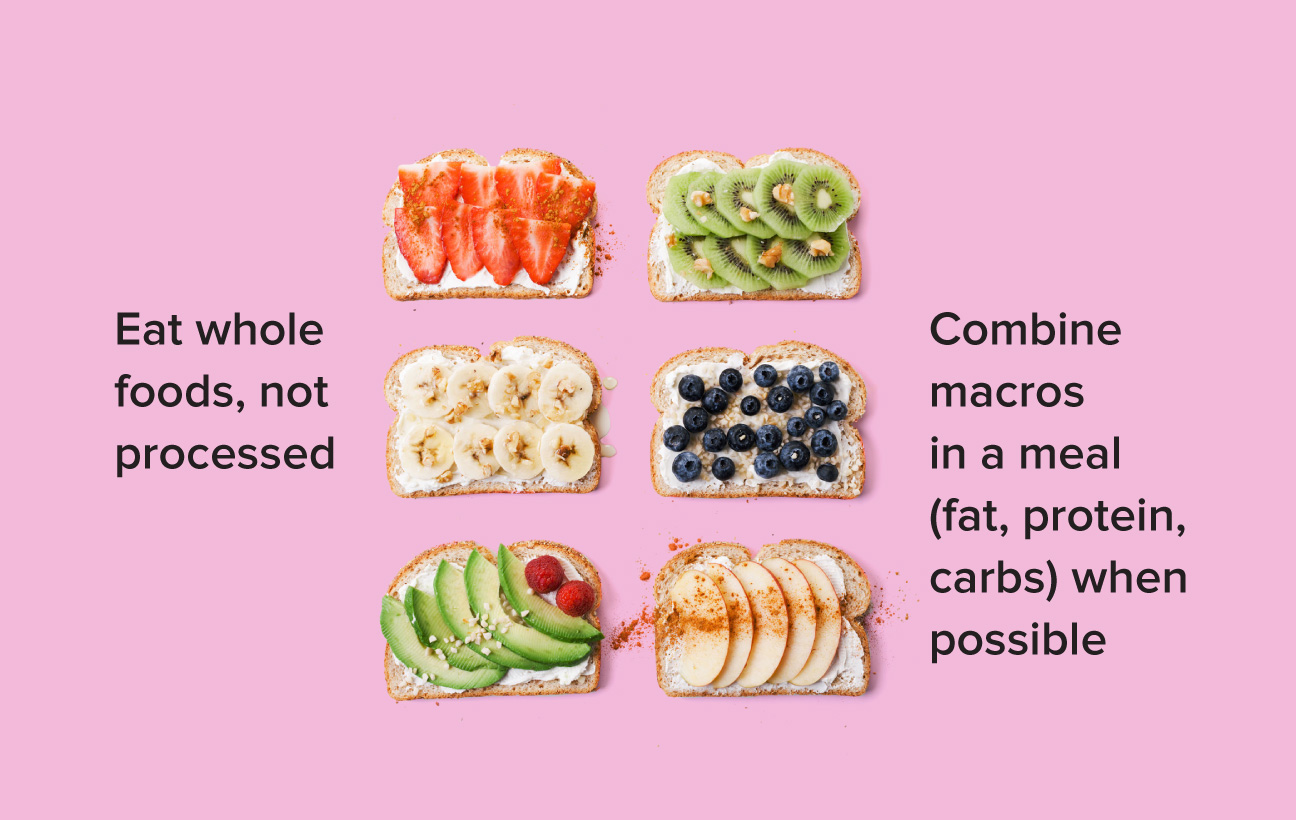 Eat whole
foods, not
processed
Combine
macros
in a meal
(fat, protein,
carbs) when
possible